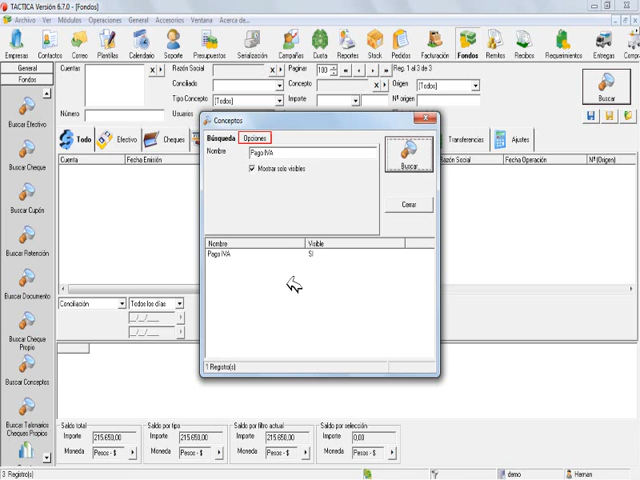 TACTICA Versión 6.7.0 - [Fondos]
Archivo Ver Módulos Operaciones General Accesorios Ventana Acerca de...
Empresas Contactos Correo Plantillas Calendario Soporte Presupuestos Serialización Campañas Cuota Reportes Stock Pedidos Facturación Fondos Remitos Recibos Requerimientos Entregas
General
Fondos
Buscar Efectivo
Buscar Cheque
Buscar Cupón
Buscar Retención
Buscar Documento
Buscar Cheque
Propio
Buscar Conceptos
Buscar Talonarios
Cheques Propios
Cuentas
Razón Social
Paginar 100 Reg. 1 al 3 de 3
Conciliado
Concepto
Origen [Todos]
Tipo Concepto [Todos]
Importe
Nº origen
Número
Usuarios
Buscar
Todo Efectivo Cheques Transferencias Ajustes
Cuenta Fecha Emisión Razón Social Fecha Operación Nº (Origen)
Conceptos
Búsqueda Opciones
Nombre Pago IVA
Mostrar solo visibles
Buscar
Cerrar
Nombre Visible
Pago IVA SI
1 Registro(s)
Conciliación Todos los días
__/__/__
__/__/__
Saldo total Saldo por tipo Saldo por filtro actual Saldo por selección
Importe 215.650,00 Importe 215.650,00 Importe 215.650,00 Importe 0,00
Moneda Pesos - $ Moneda Pesos - $ Moneda Pesos - $ Moneda Pesos - $
3 Registro(s) demo Hernan